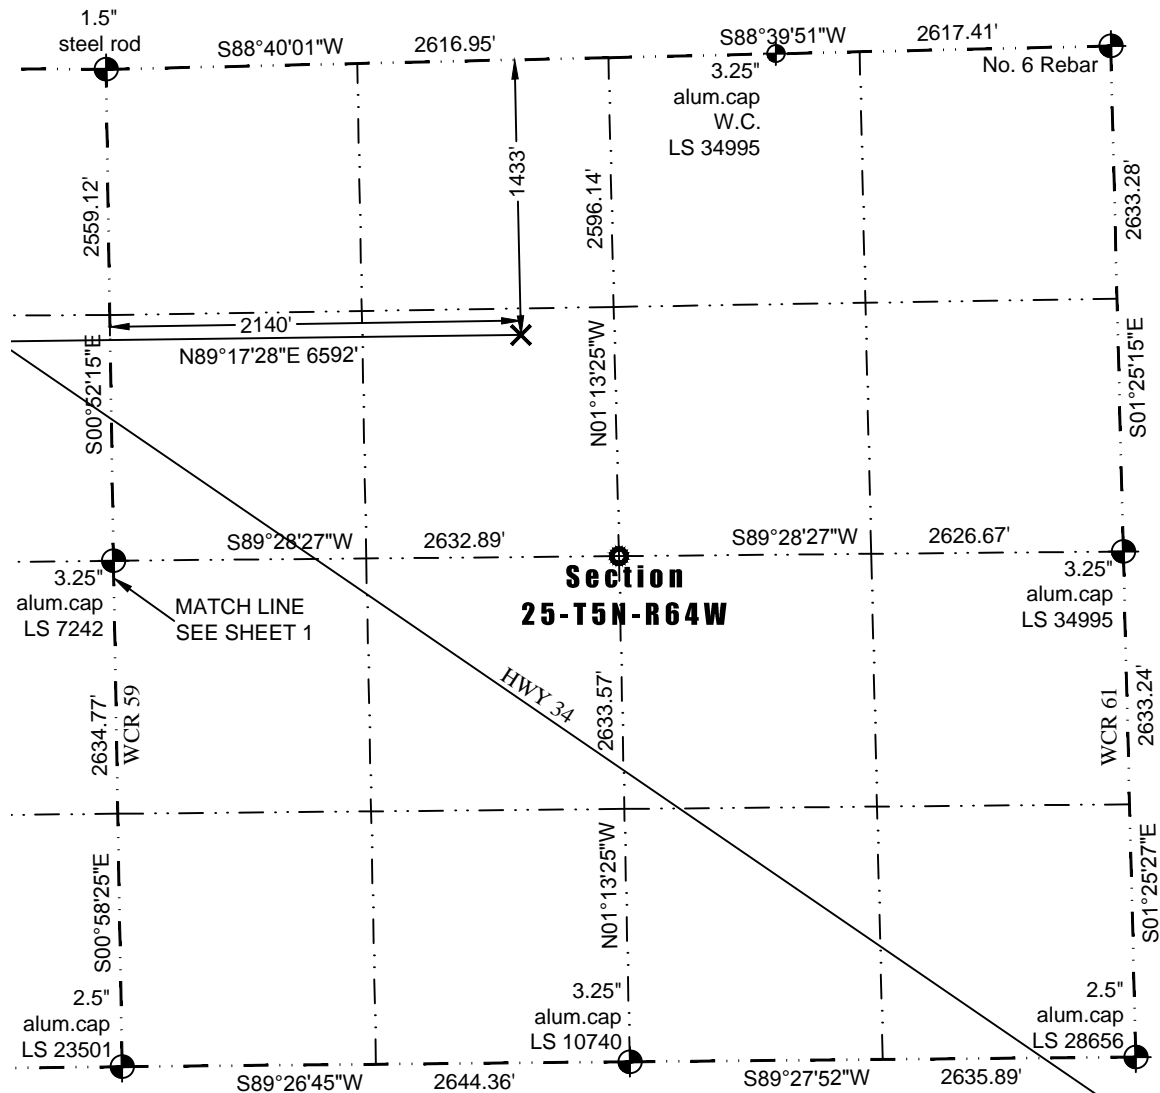 1.5"
steel rod
S88°40'01"W
2616.95'
S88°39'51"W
2617.41'
No. 6 Rebar
3.25"
alum.cap
W.C.
LS 34995
2559.12'
1433'
2596.14'
2633.28'
2140'
N89°17'28"E 6592'
S00°52'15"E
N01°13'25"W
S01°25'15"E
S89°28'27"W
2632.89'
S89°28'27"W
2626.67'
3.25"
alum.cap
LS 7242
MATCH LINE
SEE SHEET 1
Section
25-T5N-R64W
3.25"
alum.cap
LS 34995
HWY 34
2634.77'
WCR 59
2633.57'
WCR 61
2633.24'
S00°58'25"E
N01°13'25"W
S01°25'27"E
2.5"
alum.cap
LS 23501
3.25"
alum.cap
LS 10740
2.5"
alum.cap
LS 28656
S89°26'45"W
2644.36'
S89°27'52"W
2635.89'